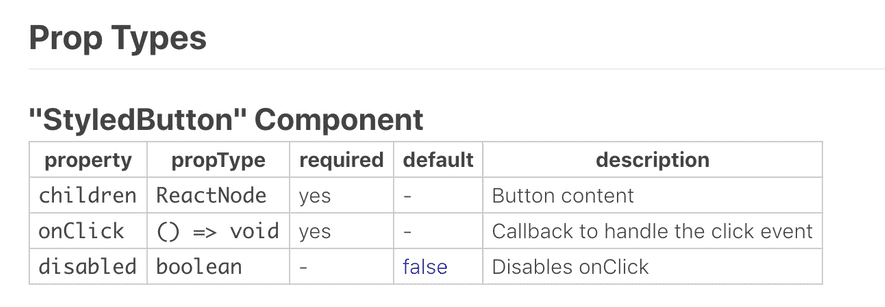 Prop Types
"StyledButton" Component
property propType required default description
children ReactNode yes - Button content
onClick () => void yes - Callback to handle the click event
disabled boolean - false Disables onClick